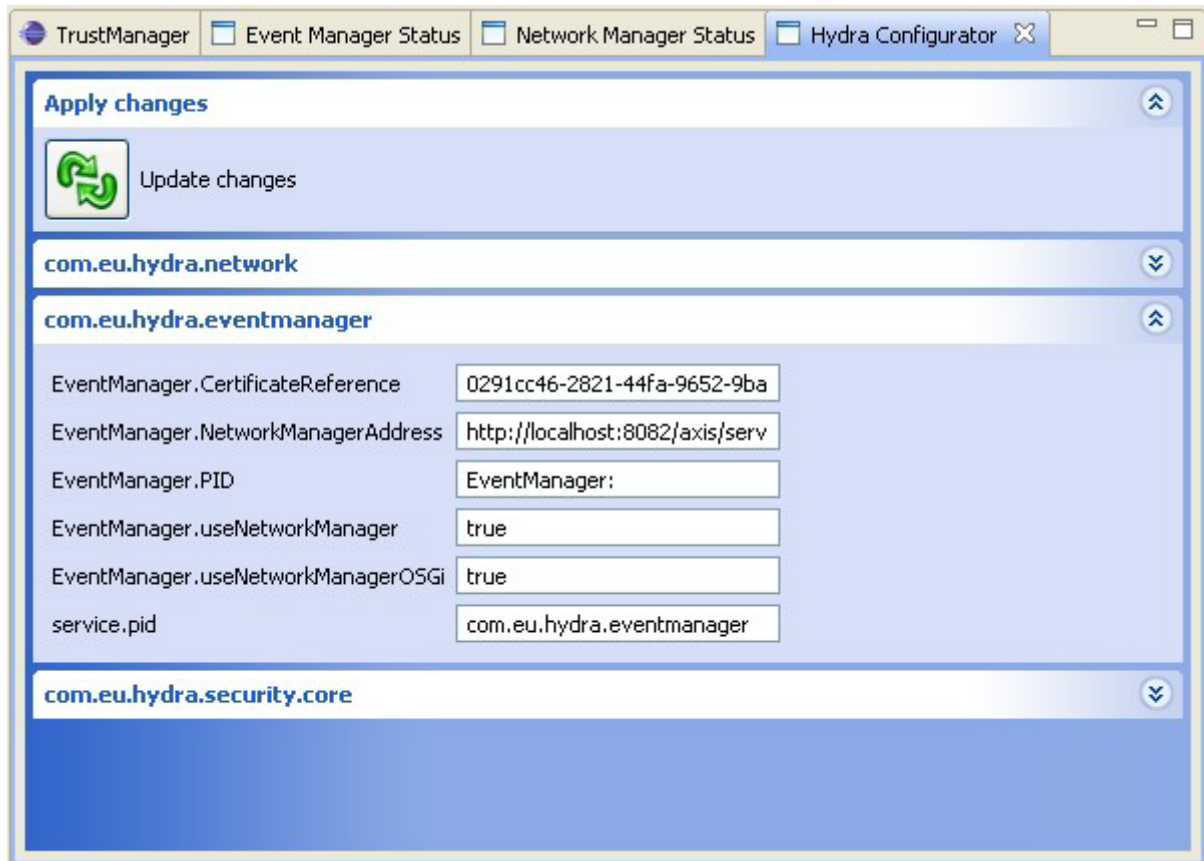 TrustManager Event Manager Status Network Manager Status Hydra Configurator
Apply changes
Update changes
com.eu.hydra.network
com.eu.hydra.eventmanager
EventManager.CertificateReference 0291cc46-2821-44fa-9652-9ba
EventManager.NetworkManagerAddress http://localhost:8082/axis/serv
EventManager.PID EventManager:
EventManager.useNetworkManager true
EventManager.useNetworkManagerOSGi true
service.pid com.eu.hydra.eventmanager
com.eu.hydra.security.core